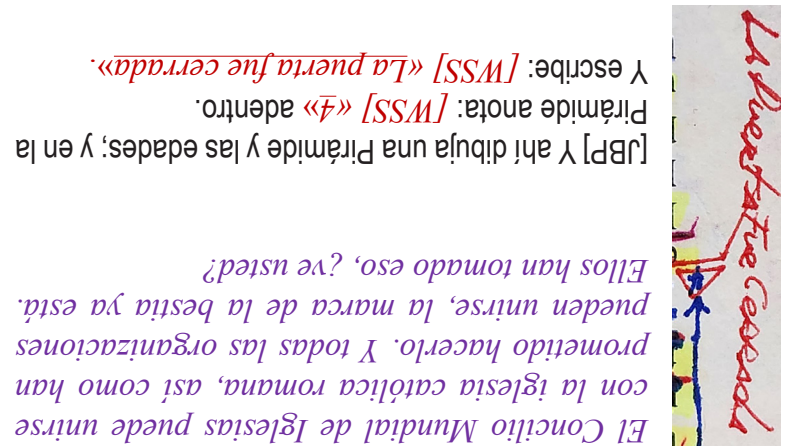 El Concilio Mundial de Iglesias puede unirse
con la iglesia católica romana, así como han
prometido hacerlo. Y todas las organizaciones
pueden unirse, la marca de la bestia ya está.
Ellos han tomado eso, ¿ve usted?
[JBP] Y ahí dibuja una Pirámide y las edades; y en la
Pirámide anota: [WSS] «4» adentro.
Y escribe: [WSS] «La puerta fue cerrada».
La Puerta fue Cerrada